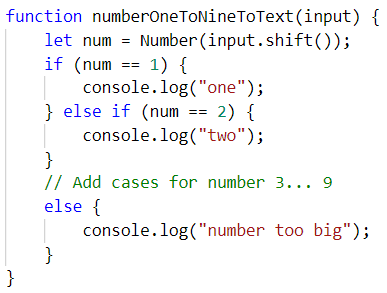 function numberOneToNineToText(input) {
    let num = Number(input.shift());
    if (num == 1) {
        console.log("one");
    } else if (num == 2) {
        console.log("two");
    }
    // Add cases for number 3... 9
    else {
        console.log("number too big");
    }
}